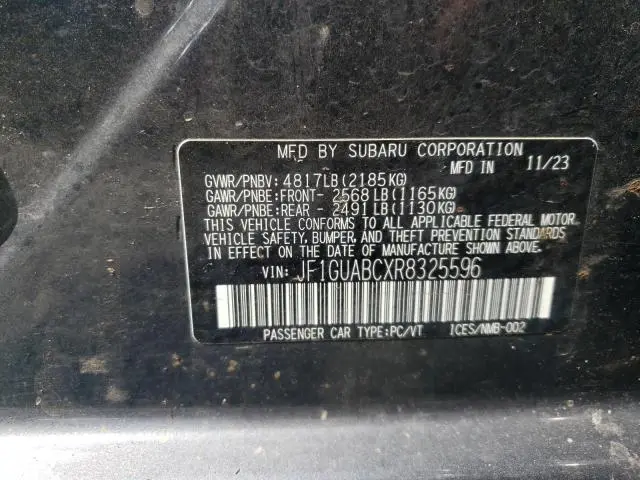 MFD BY SUBARU CORPORATION
MFD IN 11/23
GVWR/PNBV: 4817LB(2185KG)
GAWR/PNBE:FRONT- 2568LB(1165KG)
GAWR/PNBE:REAR - 2491LB(1130KG)
THIS VEHICLE CONFORMS TO ALL APPLICABLE FEDERAL MOTOR
VEHICLE SAFETY, BUMPER, AND THEFT PREVENTION STANDARDS
IN EFFECT ON THE DATE OF MANUFACTURE SHOWN ABOVE.
VIN: JF1GUABCXR8325596
PASSENGER CAR TYPE:PC/VT ICES/NMB-002